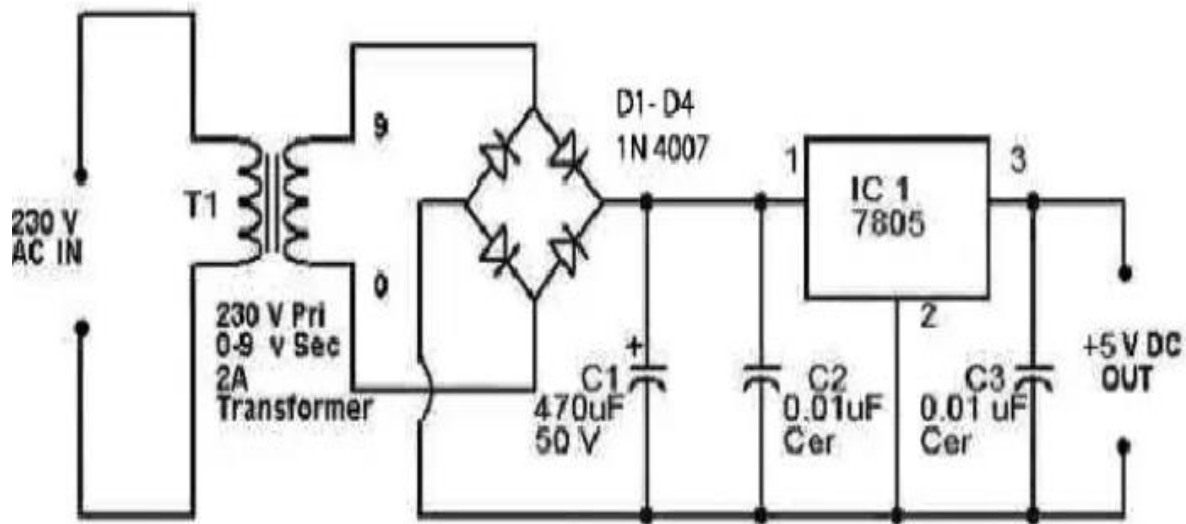 230 V
AC IN
T1
9
0
230 V Pri
0-9 v Sec
2A
Transformer
D1- D4
1N 4007
+
C1
470uF
50 V
C2
0.01uF
Cer
1
IC 1
7805
3
2
C3
0.01 uF
Cer
+5 V DC
OUT